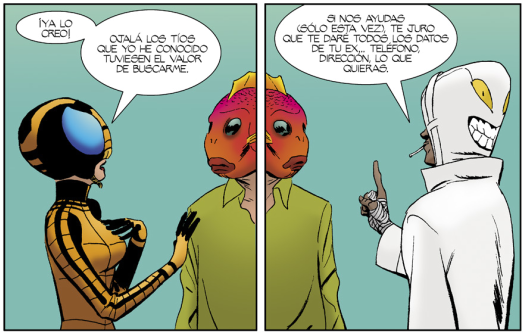 ¡YA LO
CREO!
OJALÁ LOS TÍOS
QUE YO HE CONOCIDO
TUVIESEN EL VALOR
DE BUSCARME.
SI NOS AYUDAS
(SÓLO ESTA VEZ), TE JURO
QUE TE DARÉ TODOS LOS DATOS
DE TU EX... TELÉFONO,
DIRECCIÓN, LO QUE
QUIERAS.